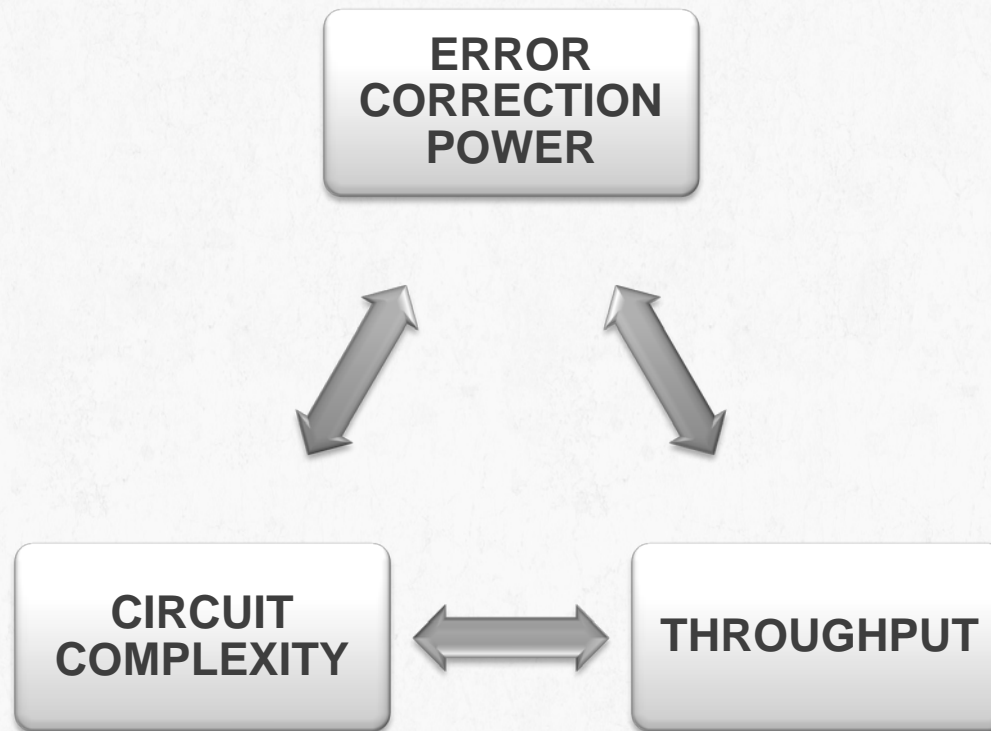 ERROR
CORRECTION
POWER
CIRCUIT
COMPLEXITY
THROUGHPUT